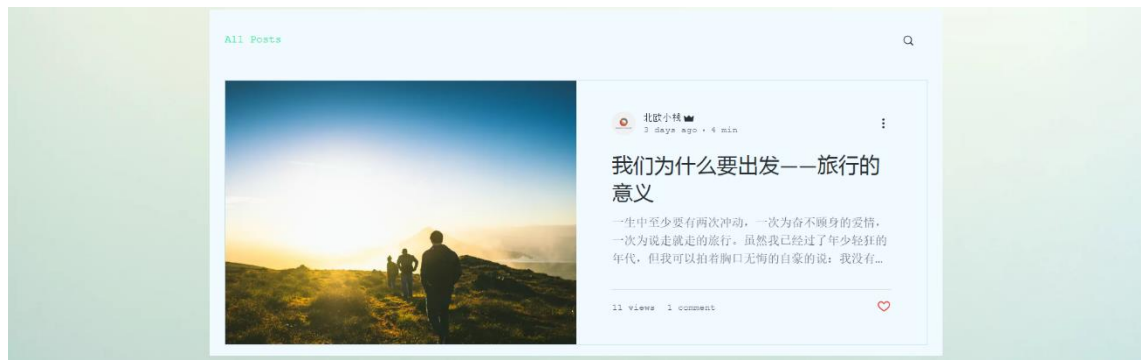 All Posts
北欧小栈
3 days ago · 4 min
我们为什么要出发——旅行的
意义
一生中至少要有两次冲动，一次为奋不顾身的爱情，
一次为说走就走的旅行。虽然我已经过了年少轻狂的
年代，但我可以拍着胸口无悔的自豪的说：我没有...
11 views 1 comment